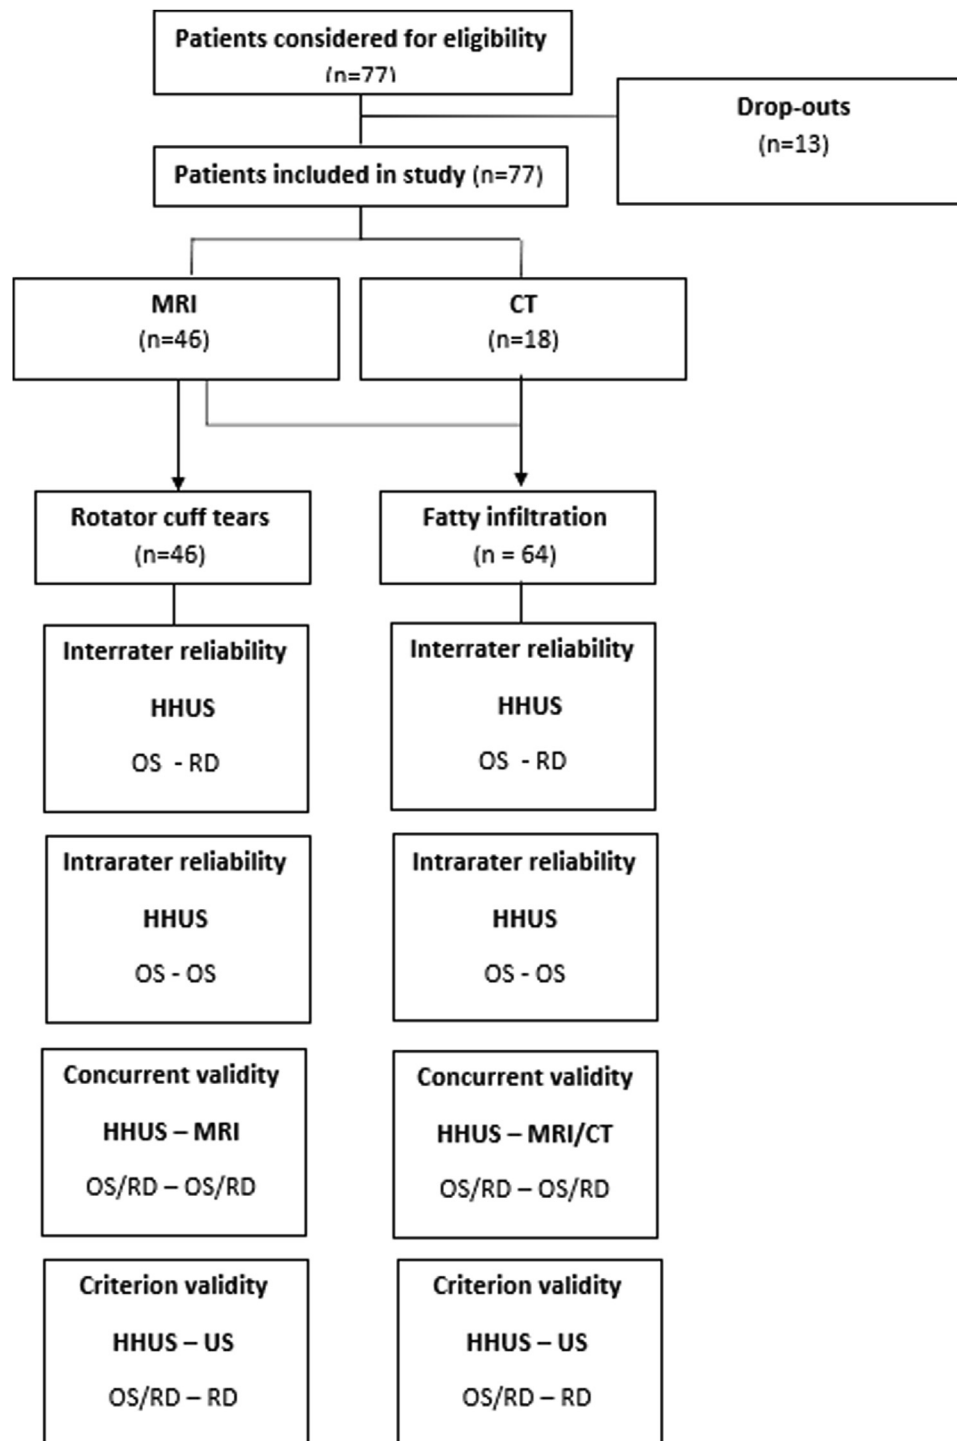 Patients considered for eligibility
(n=77)
Drop-outs
(n=13)
Patients included in study (n=77)
MRI
(n=46)
CT
(n=18)
Rotator cuff tears
(n=46)
Fatty infiltration
(n = 64)
Interrater reliability
HHUS
OS - RD
Interrater reliability
HHUS
OS - RD
Intrarater reliability
HHUS
OS - OS
Intrarater reliability
HHUS
OS - OS
Concurrent validity
HHUS – MRI
OS/RD – OS/RD
Concurrent validity
HHUS – MRI/CT
OS/RD – OS/RD
Criterion validity
HHUS – US
OS/RD – RD
Criterion validity
HHUS – US
OS/RD – RD